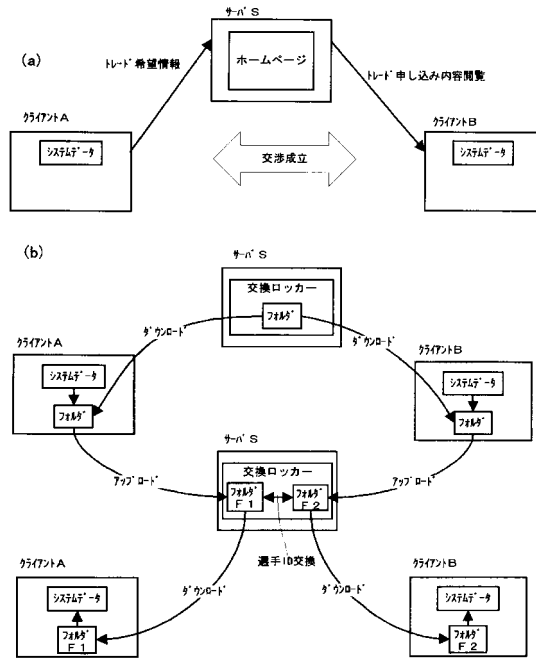 サーバS
(a)
トレード希望情報
ホームページ
トレード申し込み内容閲覧
クライアントA
システムデータ
交渉成立
クライアントB
システムデータ
(b)
サーバS
交換ロッカー
フォルダ
ダウンロード
ダウンロード
クライアントA
システムデータ
フォルダ
クライアントB
システムデータ
フォルダ
アップロード
アップロード
サーバS
交換ロッカー
フォルダ
F1
フォルダ
F2
選手ID交換
ダウンロード
ダウンロード
クライアントA
システムデータ
フォルダ
F1
クライアントB
システムデータ
フォルダ
F2